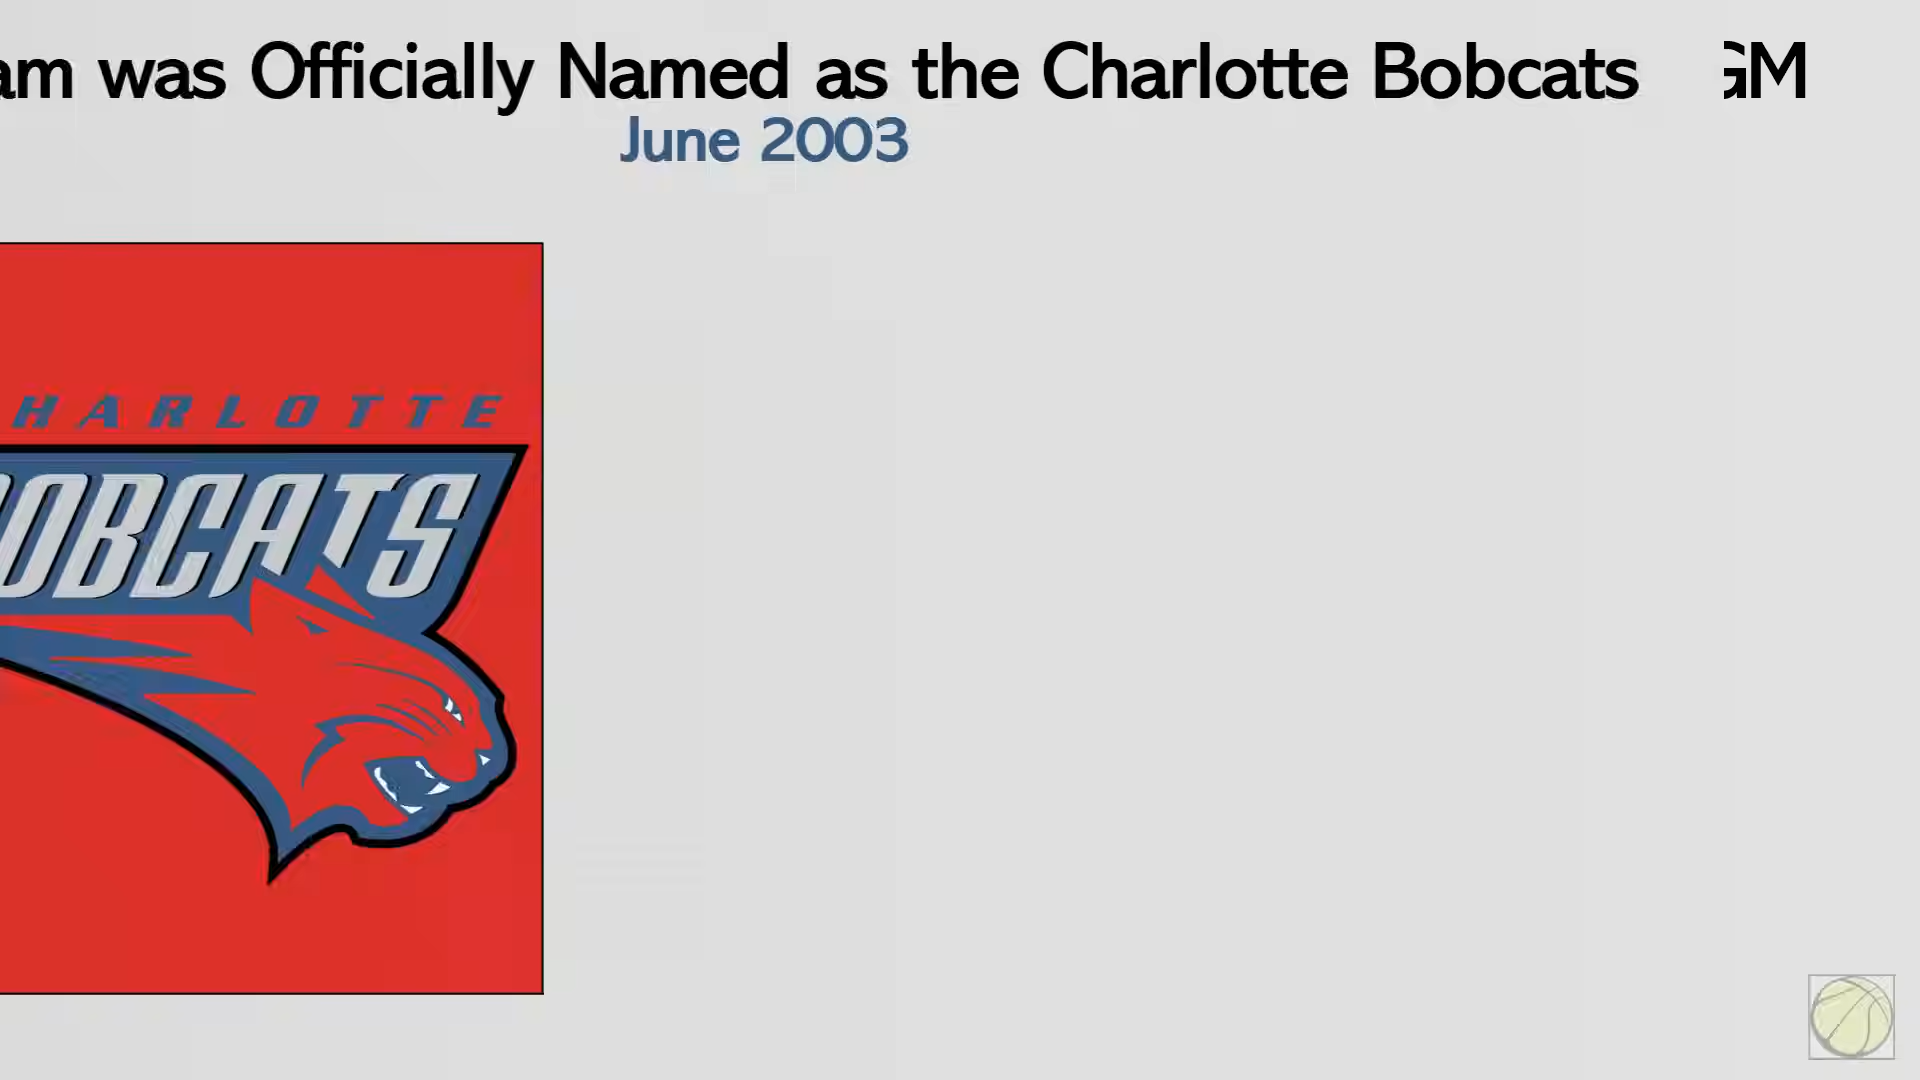 am was Officially Named as the Charlotte Bobcats GM
June 2003
HARLOTTE
OBCATS